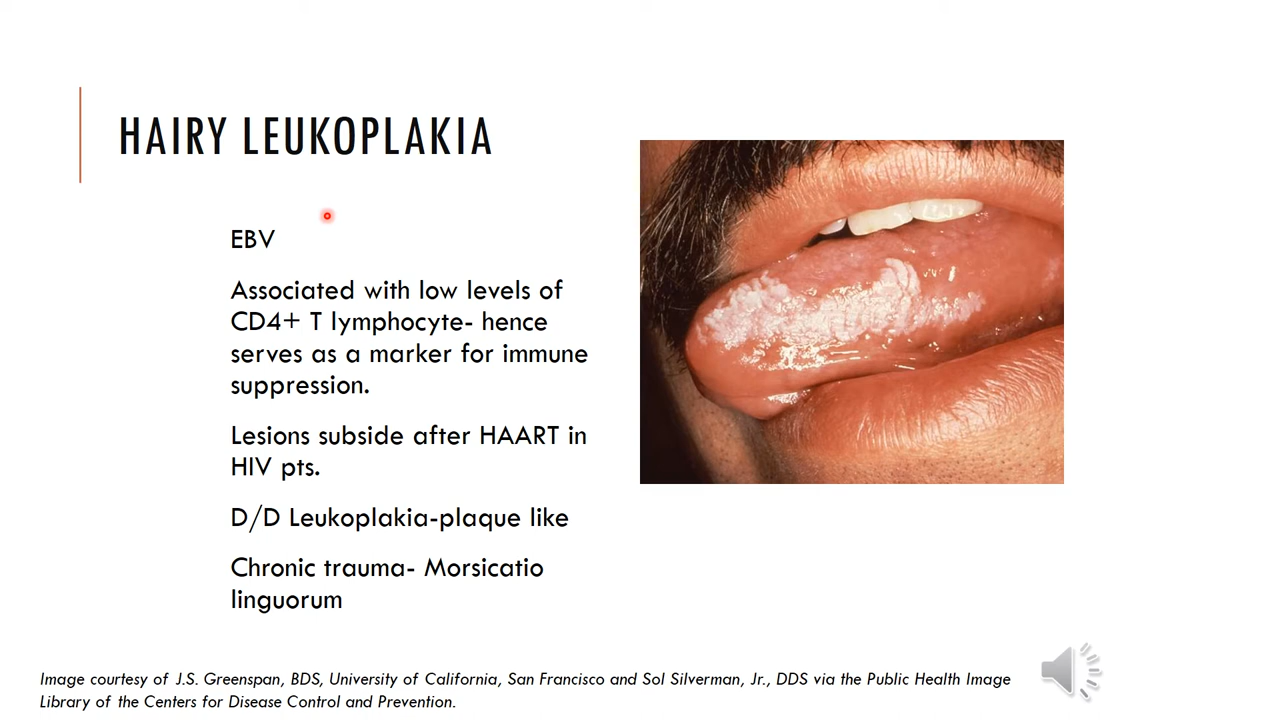 HAIRY LEUKOPLAKIA
EBV
Associated with low levels of
CD4+ T lymphocyte- hence
serves as a marker for immune
suppression.
Lesions subside after HAART in
HIV pts.
D/D Leukoplakia-plaque like
Chronic trauma- Morsicatio
linguorum
Image courtesy of J.S. Greenspan, BDS, University of California, San Francisco and Sol Silverman, Jr., DDS via the Public Health Image
Library of the Centers for Disease Control and Prevention.